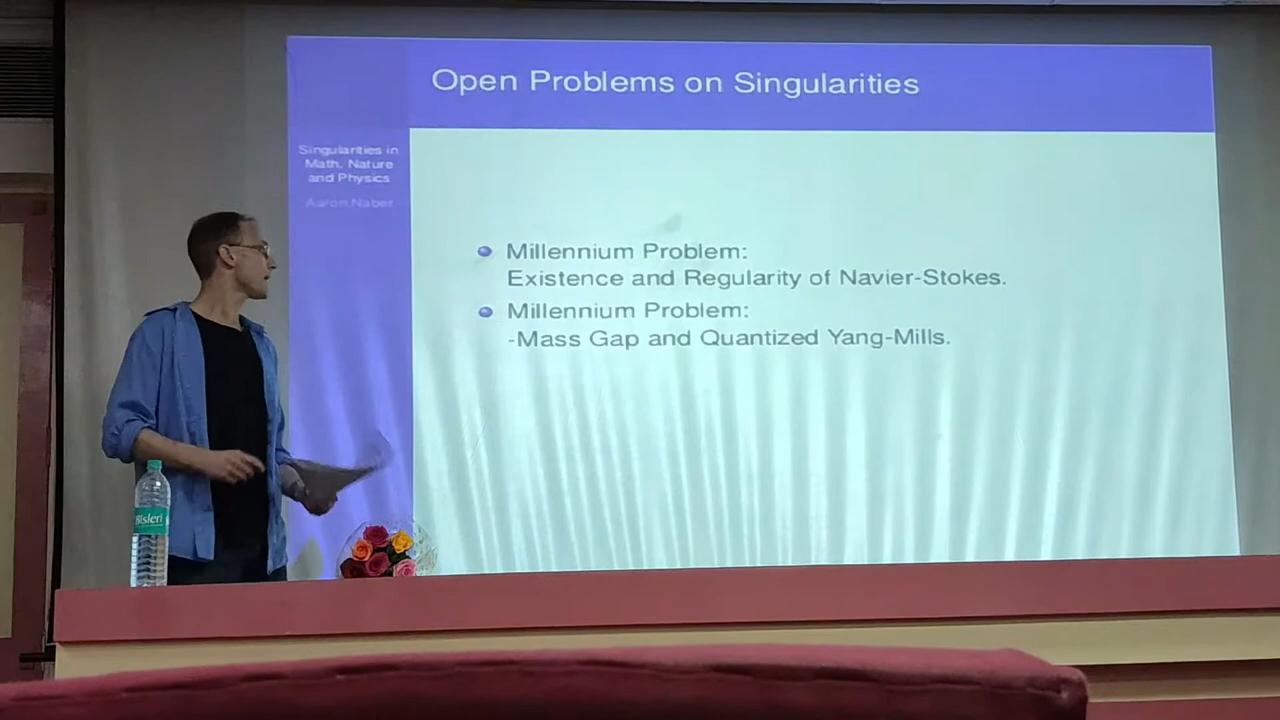 Open Problems on Singularities
Singularities in
Math, Nature
and Physics
Aaron Naber
Millennium Problem:
Existence and Regularity of Navier-Stokes.
Millennium Problem:
-Mass Gap and Quantized Yang-Mills.
Bisleri